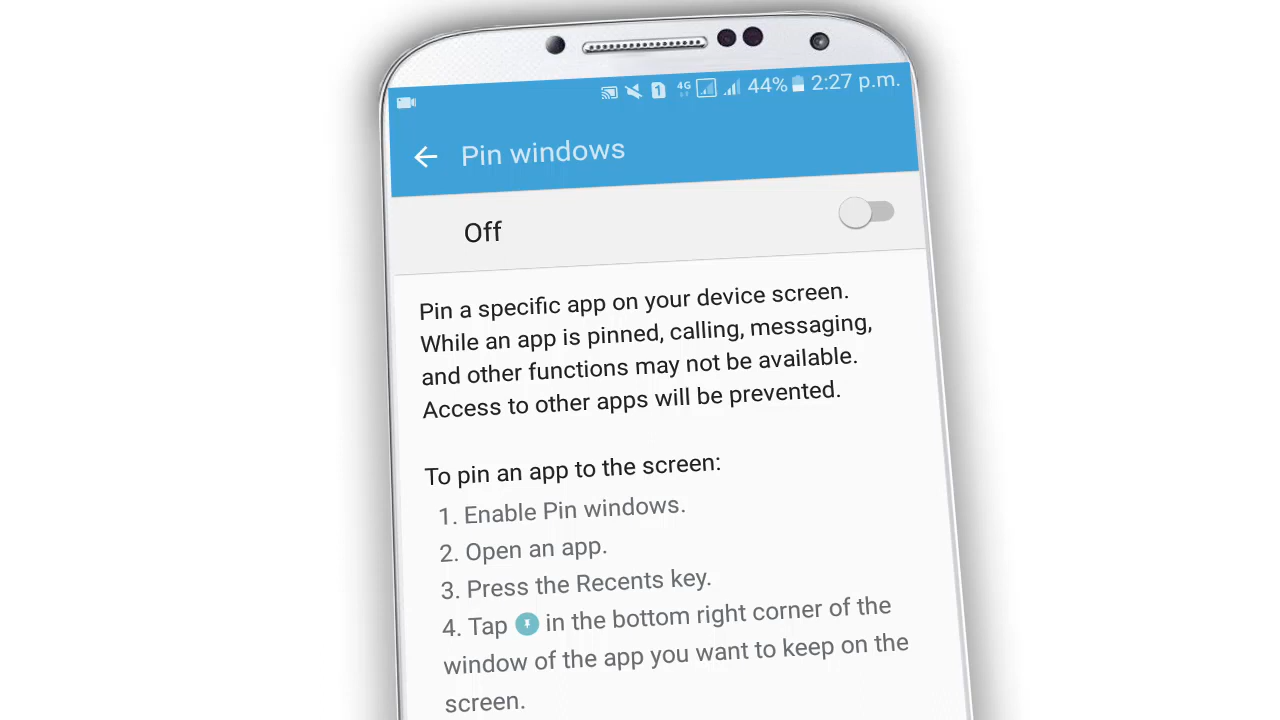 1 4G 44% 2:27 p.m.
Pin windows
Off
Pin a specific app on your device screen.
While an app is pinned, calling, messaging,
and other functions may not be available.
Access to other apps will be prevented.
To pin an app to the screen:
1. Enable Pin windows.
2. Open an app.
3. Press the Recents key.
4. Tap in the bottom right corner of the
window of the app you want to keep on the
screen.